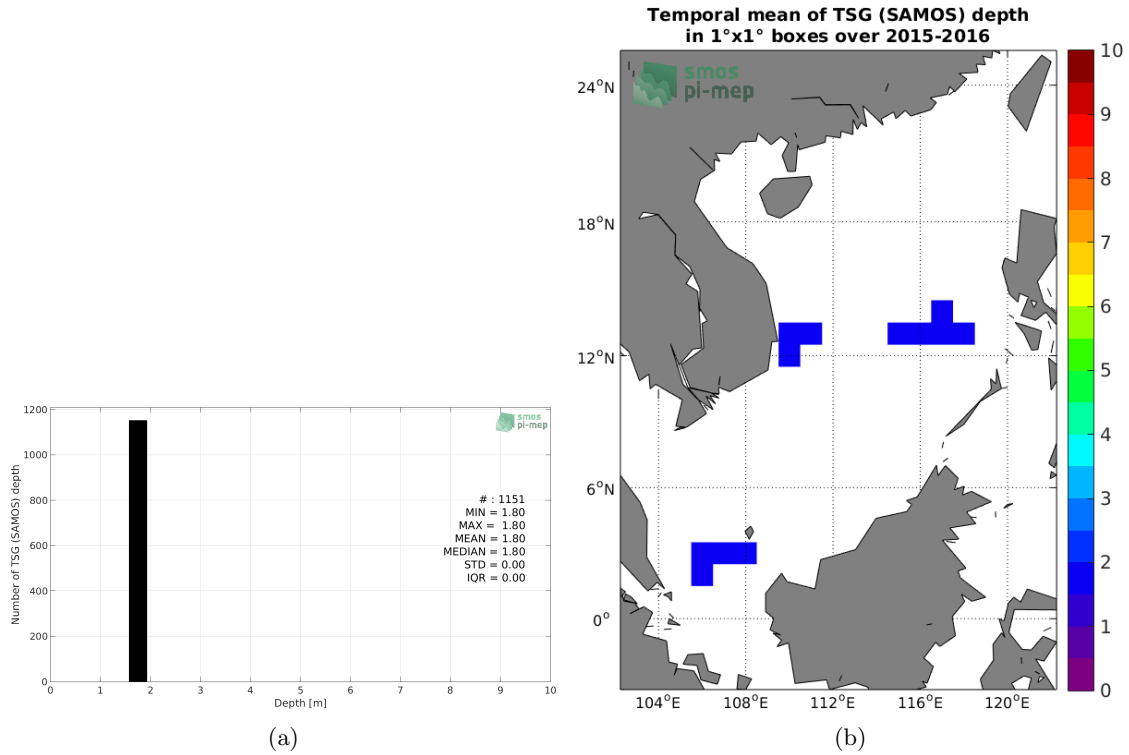 1200
1000
800
600
400
200
0
Number of TSG (SAMOS) depth
smos
pi-mep
# : 1151
MIN = 1.80
MAX = 1.80
MEAN = 1.80
MEDIAN = 1.80
STD = 0.00
IQR = 0.00
0 1 2 3 4 5 6 7 8 9 10
Depth [m]
(a)
Temporal mean of TSG (SAMOS) depth
in 1°x1° boxes over 2015-2016
smos
pi-mep
24°N
18°N
12°N
6°N
0°
104°E 108°E 112°E 116°E 120°E
10
9
8
7
6
5
4
3
2
1
0
(b)